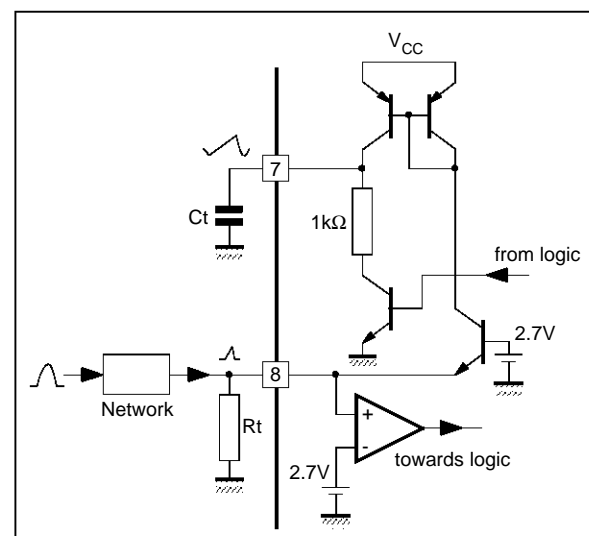 VCC
7
Ct
1kΩ
from logic
2.7V
8
Network
Rt
+
-
2.7V
towards logic